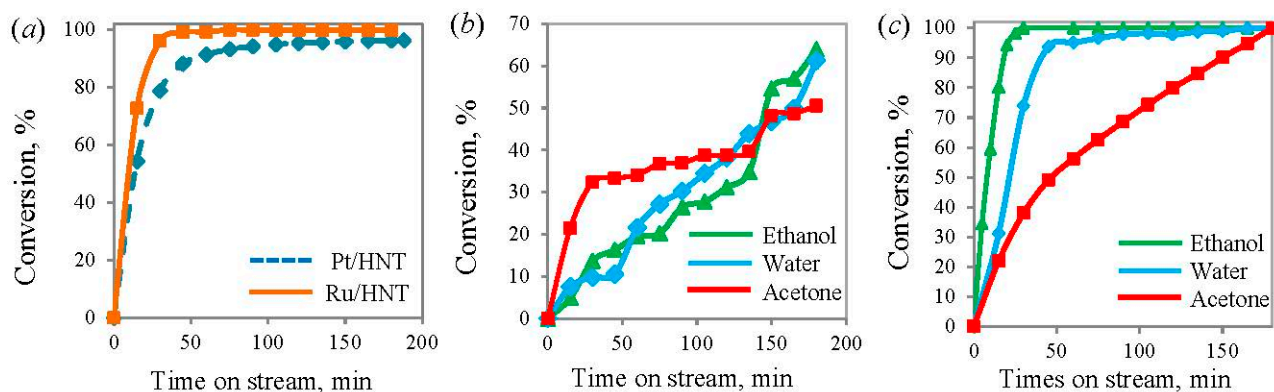 (a)
100
80
60
40
20
0
Conversion, %
Pt/HNT
Ru/HNT
0 50 100 150 200
Time on stream, min
(b)
70
60
50
40
30
20
10
0
Conversion, %
Ethanol
Water
Acetone
0 50 100 150 200
Time on stream, min
(c)
100
90
80
70
60
50
40
30
20
10
0
Conversion, %
Ethanol
Water
Acetone
0 50 100 150
Times on stream, min